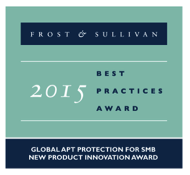 FROST & SULLIVAN
2015
BEST
PRACTICES
AWARD
GLOBAL APT PROTECTION FOR SMB
NEW PRODUCT INNOVATION AWARD